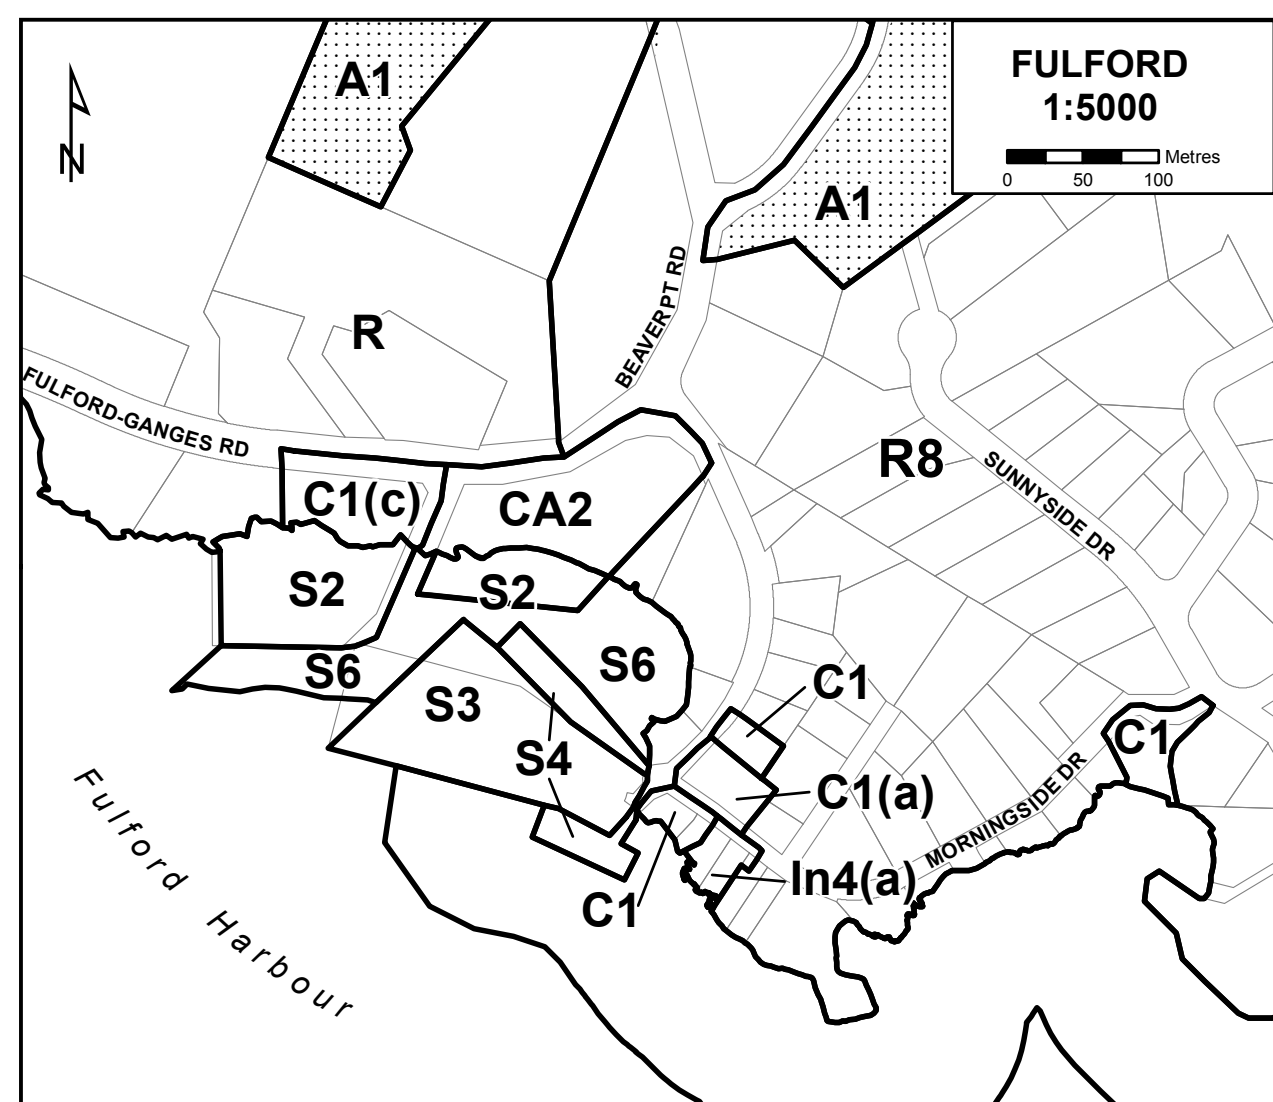 A1
FULFORD
1:5000
Metres
0 50 100
N
A1
BEAVERPT RD
R
FULFORD-GANGES RD
R8
SUNNYSIDE DR
C1(c)
CA2
S2
S2
S6
S6
S3
C1
C1
S4
C1(a)
MORNINGSIDE DR
In4(a)
C1
Fulford Harbour